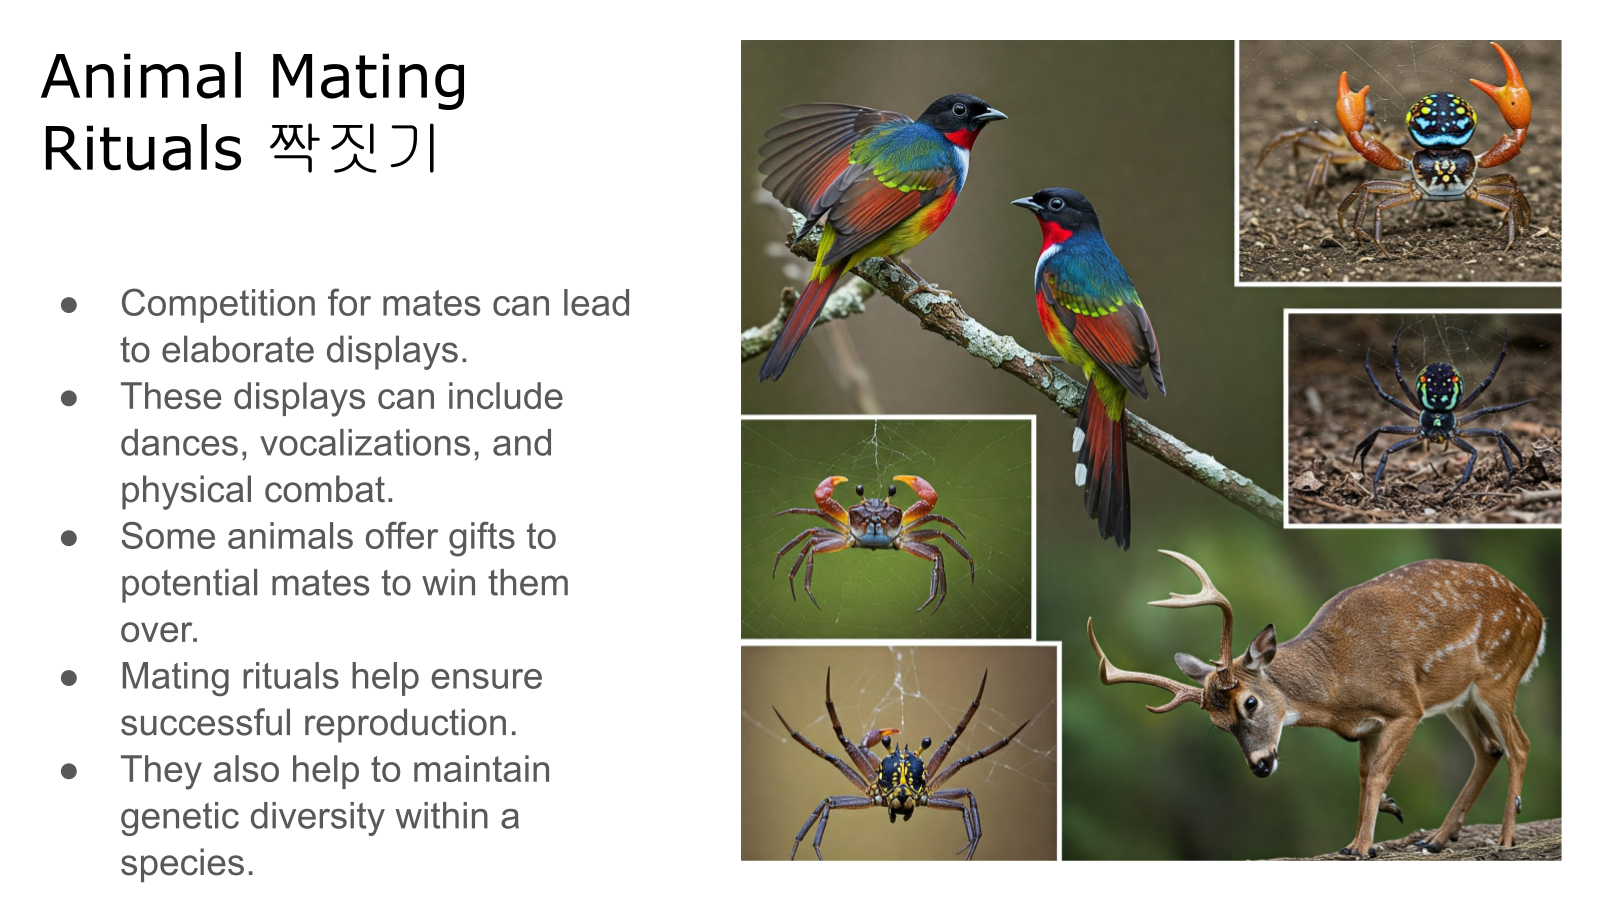 Animal Mating
Rituals 짝짓기
● Competition for mates can lead
to elaborate displays.
● These displays can include
dances, vocalizations, and
physical combat.
● Some animals offer gifts to
potential mates to win them
over.
● Mating rituals help ensure
successful reproduction.
● They also help to maintain
genetic diversity within a
species.